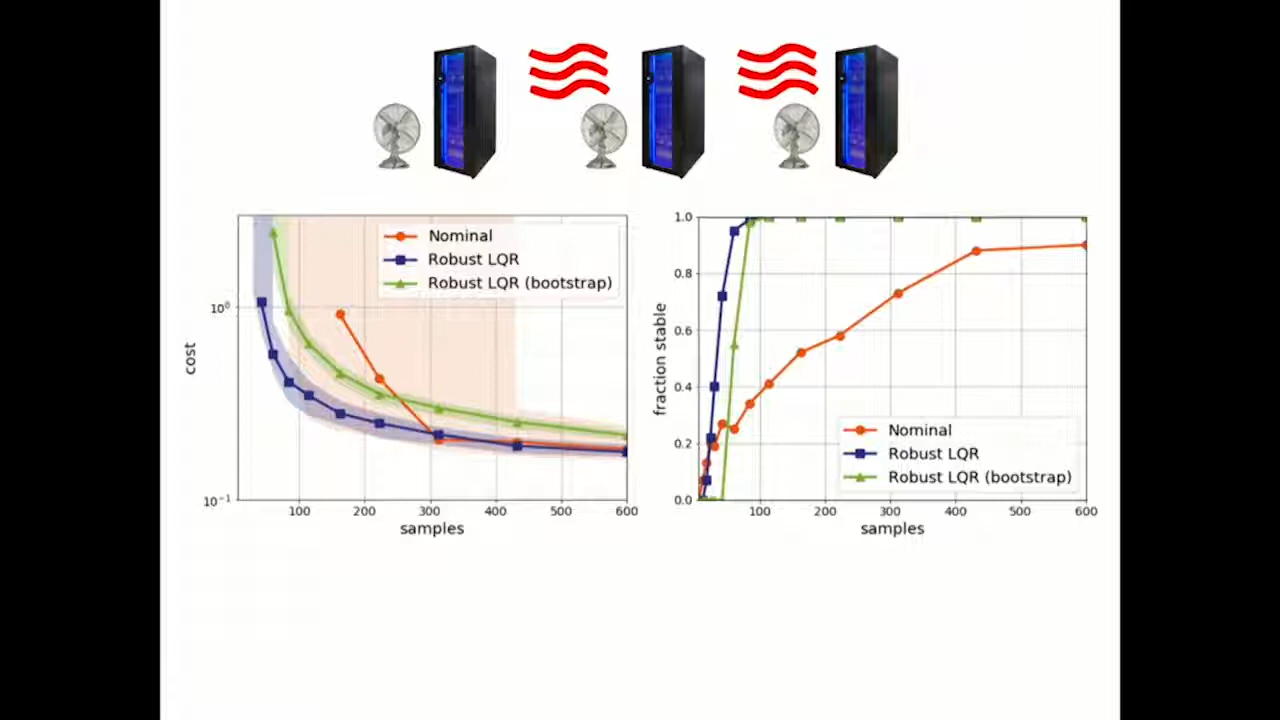 Nominal
Robust LQR
Robust LQR (bootstrap)
10⁰
10⁻¹
cost
100 200 300 400 500 600
samples
1.0
0.8
0.6
0.4
0.2
0.0
fraction stable
Nominal
Robust LQR
Robust LQR (bootstrap)
100 200 300 400 500 600
samples